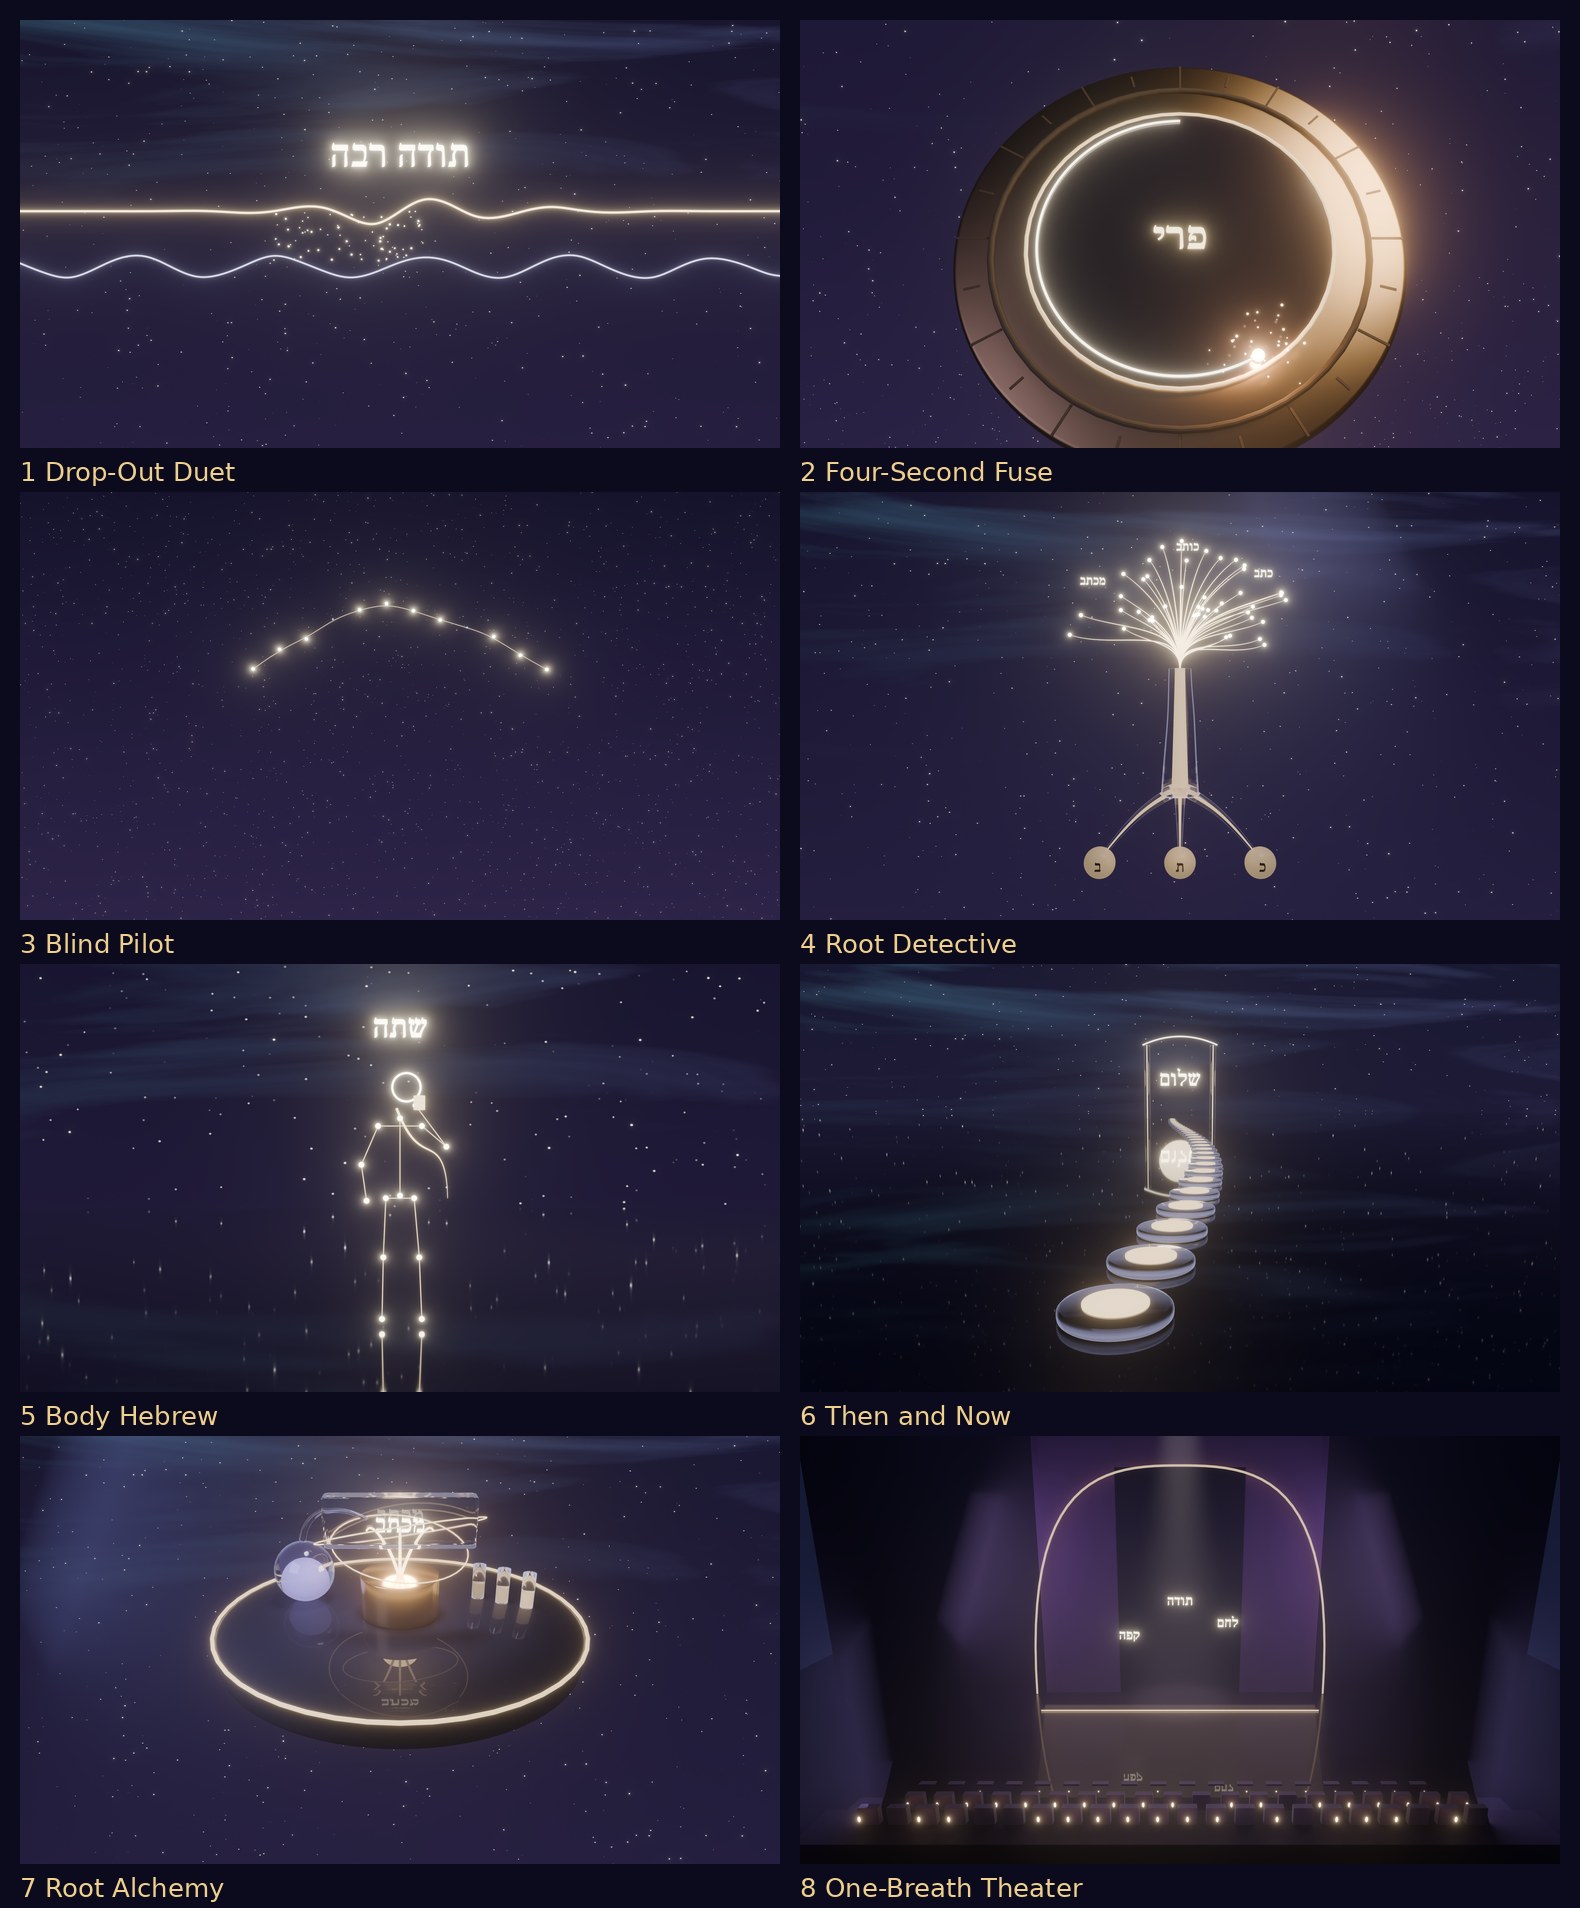 תודה רבה
פרי
1 Drop-Out Duet
2 Four-Second Fuse
כותב
מכתב
כתב
ב ת כ
3 Blind Pilot
4 Root Detective
שתה
שלום
5 Body Hebrew
6 Then and Now
מכתב
תודה
לחם
קפה
7 Root Alchemy
8 One-Breath Theater